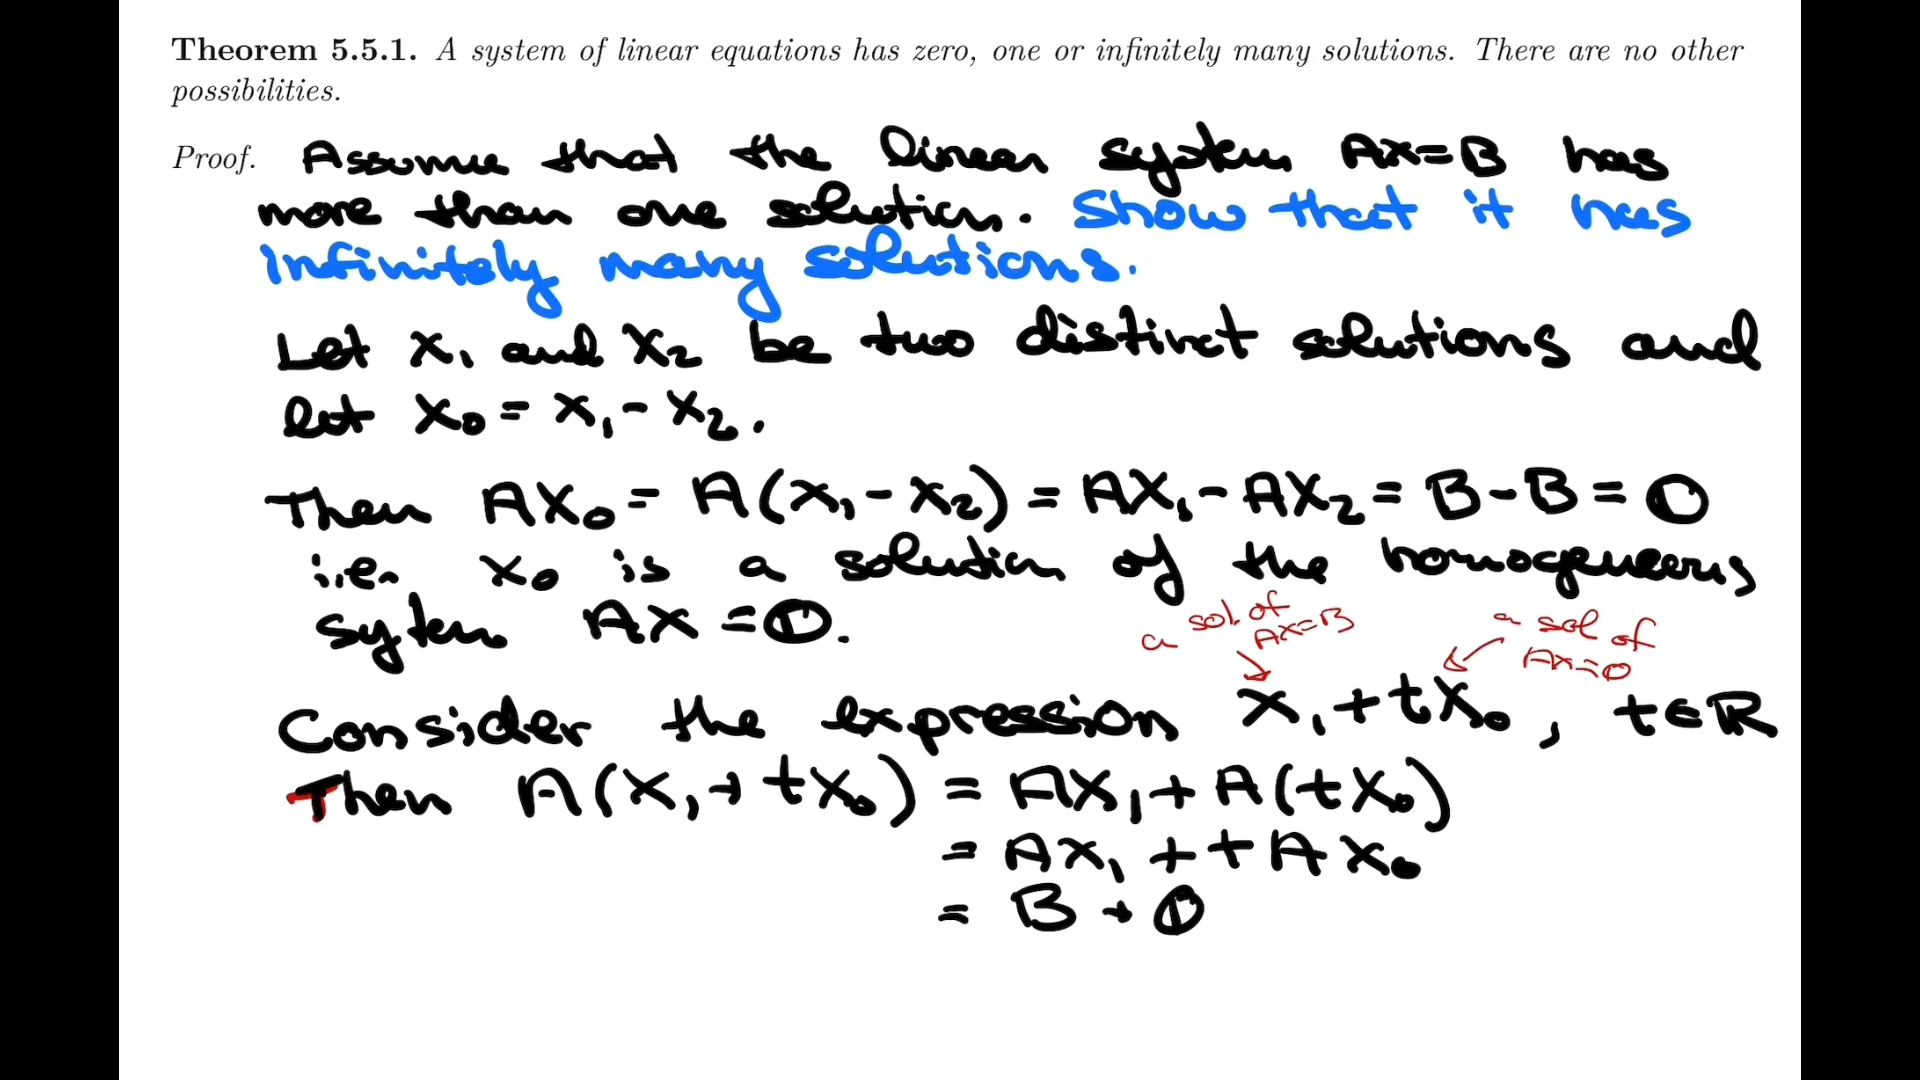 Theorem 5.5.1. A system of linear equations has zero, one or infinitely many solutions. There are no other
possibilities.
Proof. Assume that the linear system AX=B has
more than one solution. Show that it has
infinitely many solutions.
Let X₁ and X₂ be two distinct solutions and
let X₀ = X₁ - X₂.
Then AX₀ = A(X₁ - X₂) = AX₁ - AX₂ = B - B = 0
i.e. X₀ is a solution of the homogeneous
sytem AX = 0.
a sol. of AX=B
a sol of AX=0
Consider the expression X₁ + tX₀, t∈ℝ
Then A(X₁ + tX₀) = AX₁ + A(tX₀)
= AX₁ + tAX₀
= B + 0